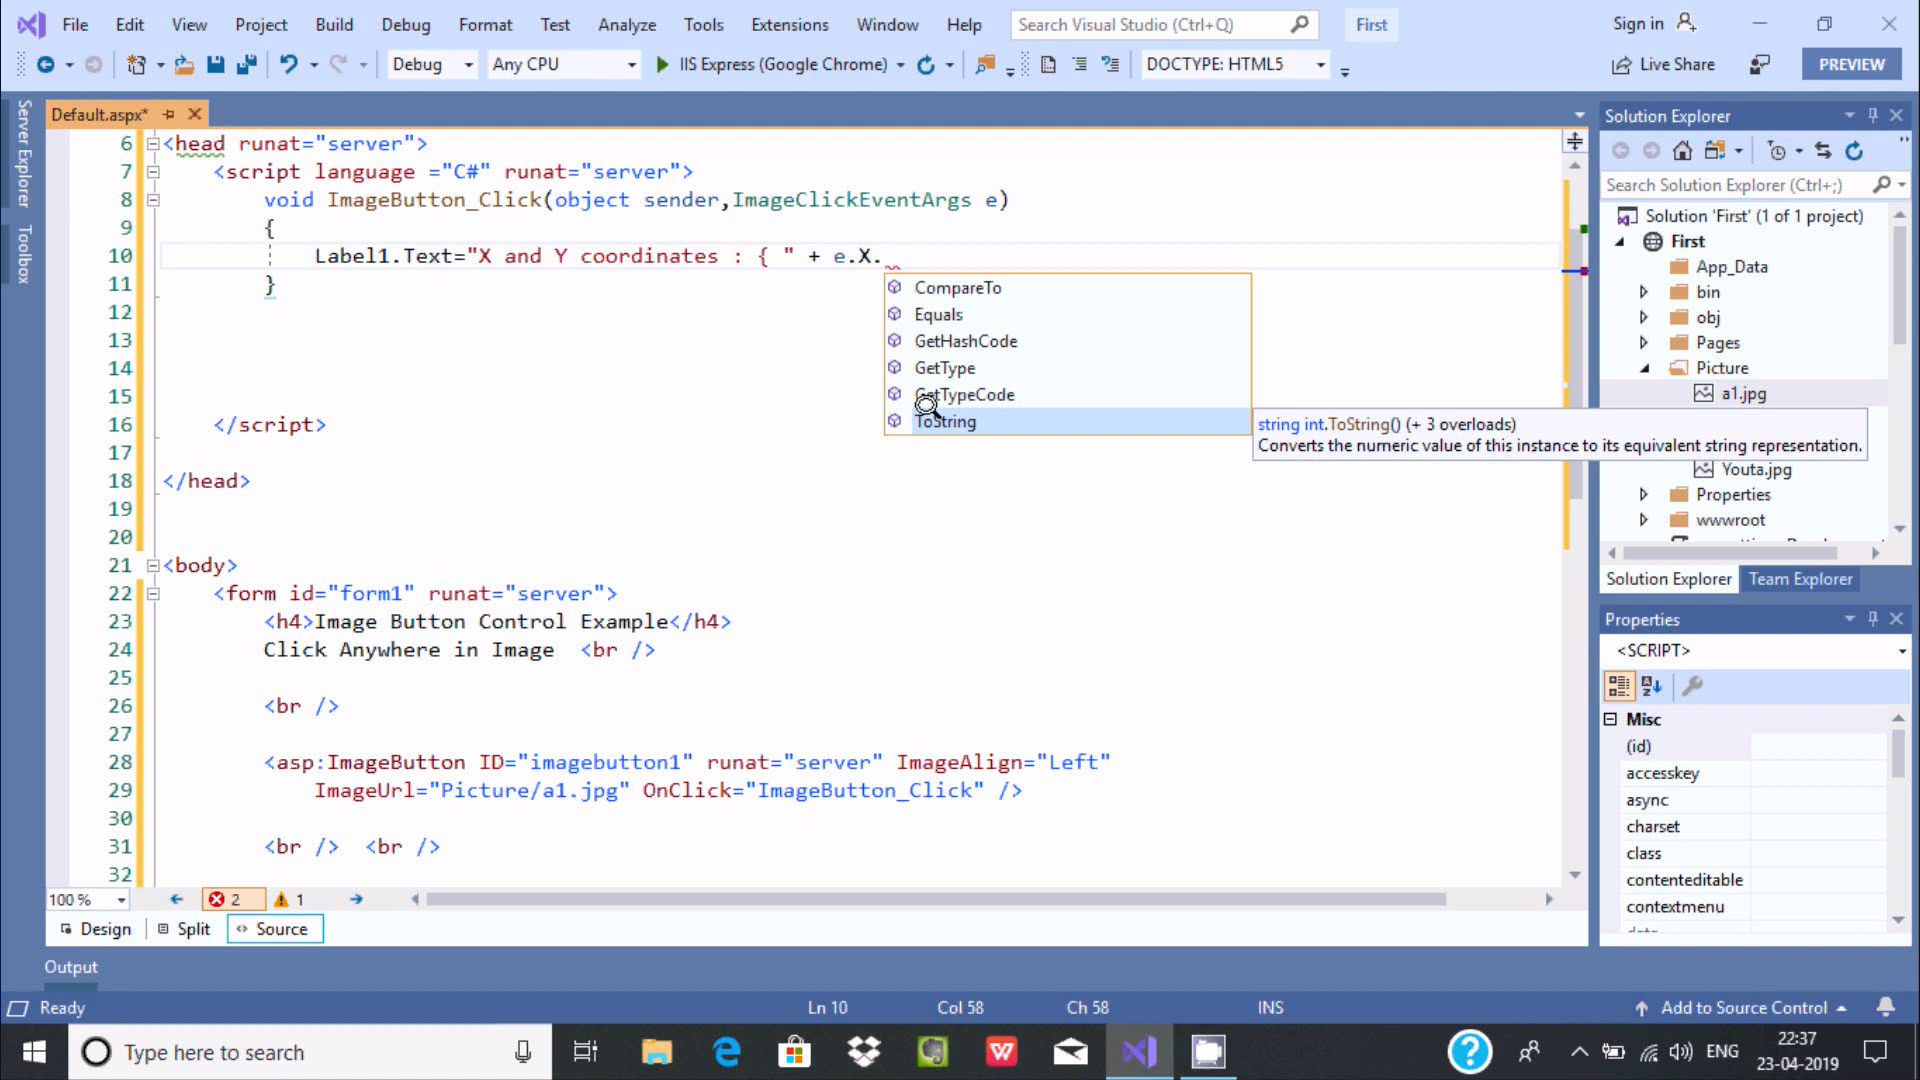 File Edit View Project Build Debug Format Test Analyze Tools Extensions Window Help Search Visual Studio (Ctrl+Q) First Sign in
Debug Any CPU IIS Express (Google Chrome) DOCTYPE: HTML5 Live Share PREVIEW
Server Explorer
Toolbox
Default.aspx*
6 <head runat="server">
7 <script language ="C#" runat="server">
8 void ImageButton_Click(object sender,ImageClickEventArgs e)
9 {
10 Label1.Text="X and Y coordinates : { " + e.X.
11 }
12
13
14
15
16 </script>
17
18 </head>
19
20
21 <body>
22 <form id="form1" runat="server">
23 <h4>Image Button Control Example</h4>
24 Click Anywhere in Image <br />
25
26 <br />
27
28 <asp:ImageButton ID="imagebutton1" runat="server" ImageAlign="Left"
29 ImageUrl="Picture/a1.jpg" OnClick="ImageButton_Click" />
30
31 <br /> <br />
32
CompareTo
Equals
GetHashCode
GetType
GetTypeCode
ToString
string int.ToString() (+ 3 overloads)
Converts the numeric value of this instance to its equivalent string representation.
100 % 2 1
Design Split Source
Solution Explorer
Search Solution Explorer (Ctrl+;)
Solution 'First' (1 of 1 project)
First
App_Data
bin
obj
Pages
Picture
a1.jpg
Youta.jpg
Properties
wwwroot
Solution Explorer Team Explorer
Properties
<SCRIPT>
Misc
(id)
accesskey
async
charset
class
contenteditable
contextmenu
Output
Ready Ln 10 Col 58 Ch 58 INS Add to Source Control
Type here to search ENG 22:37
23-04-2019